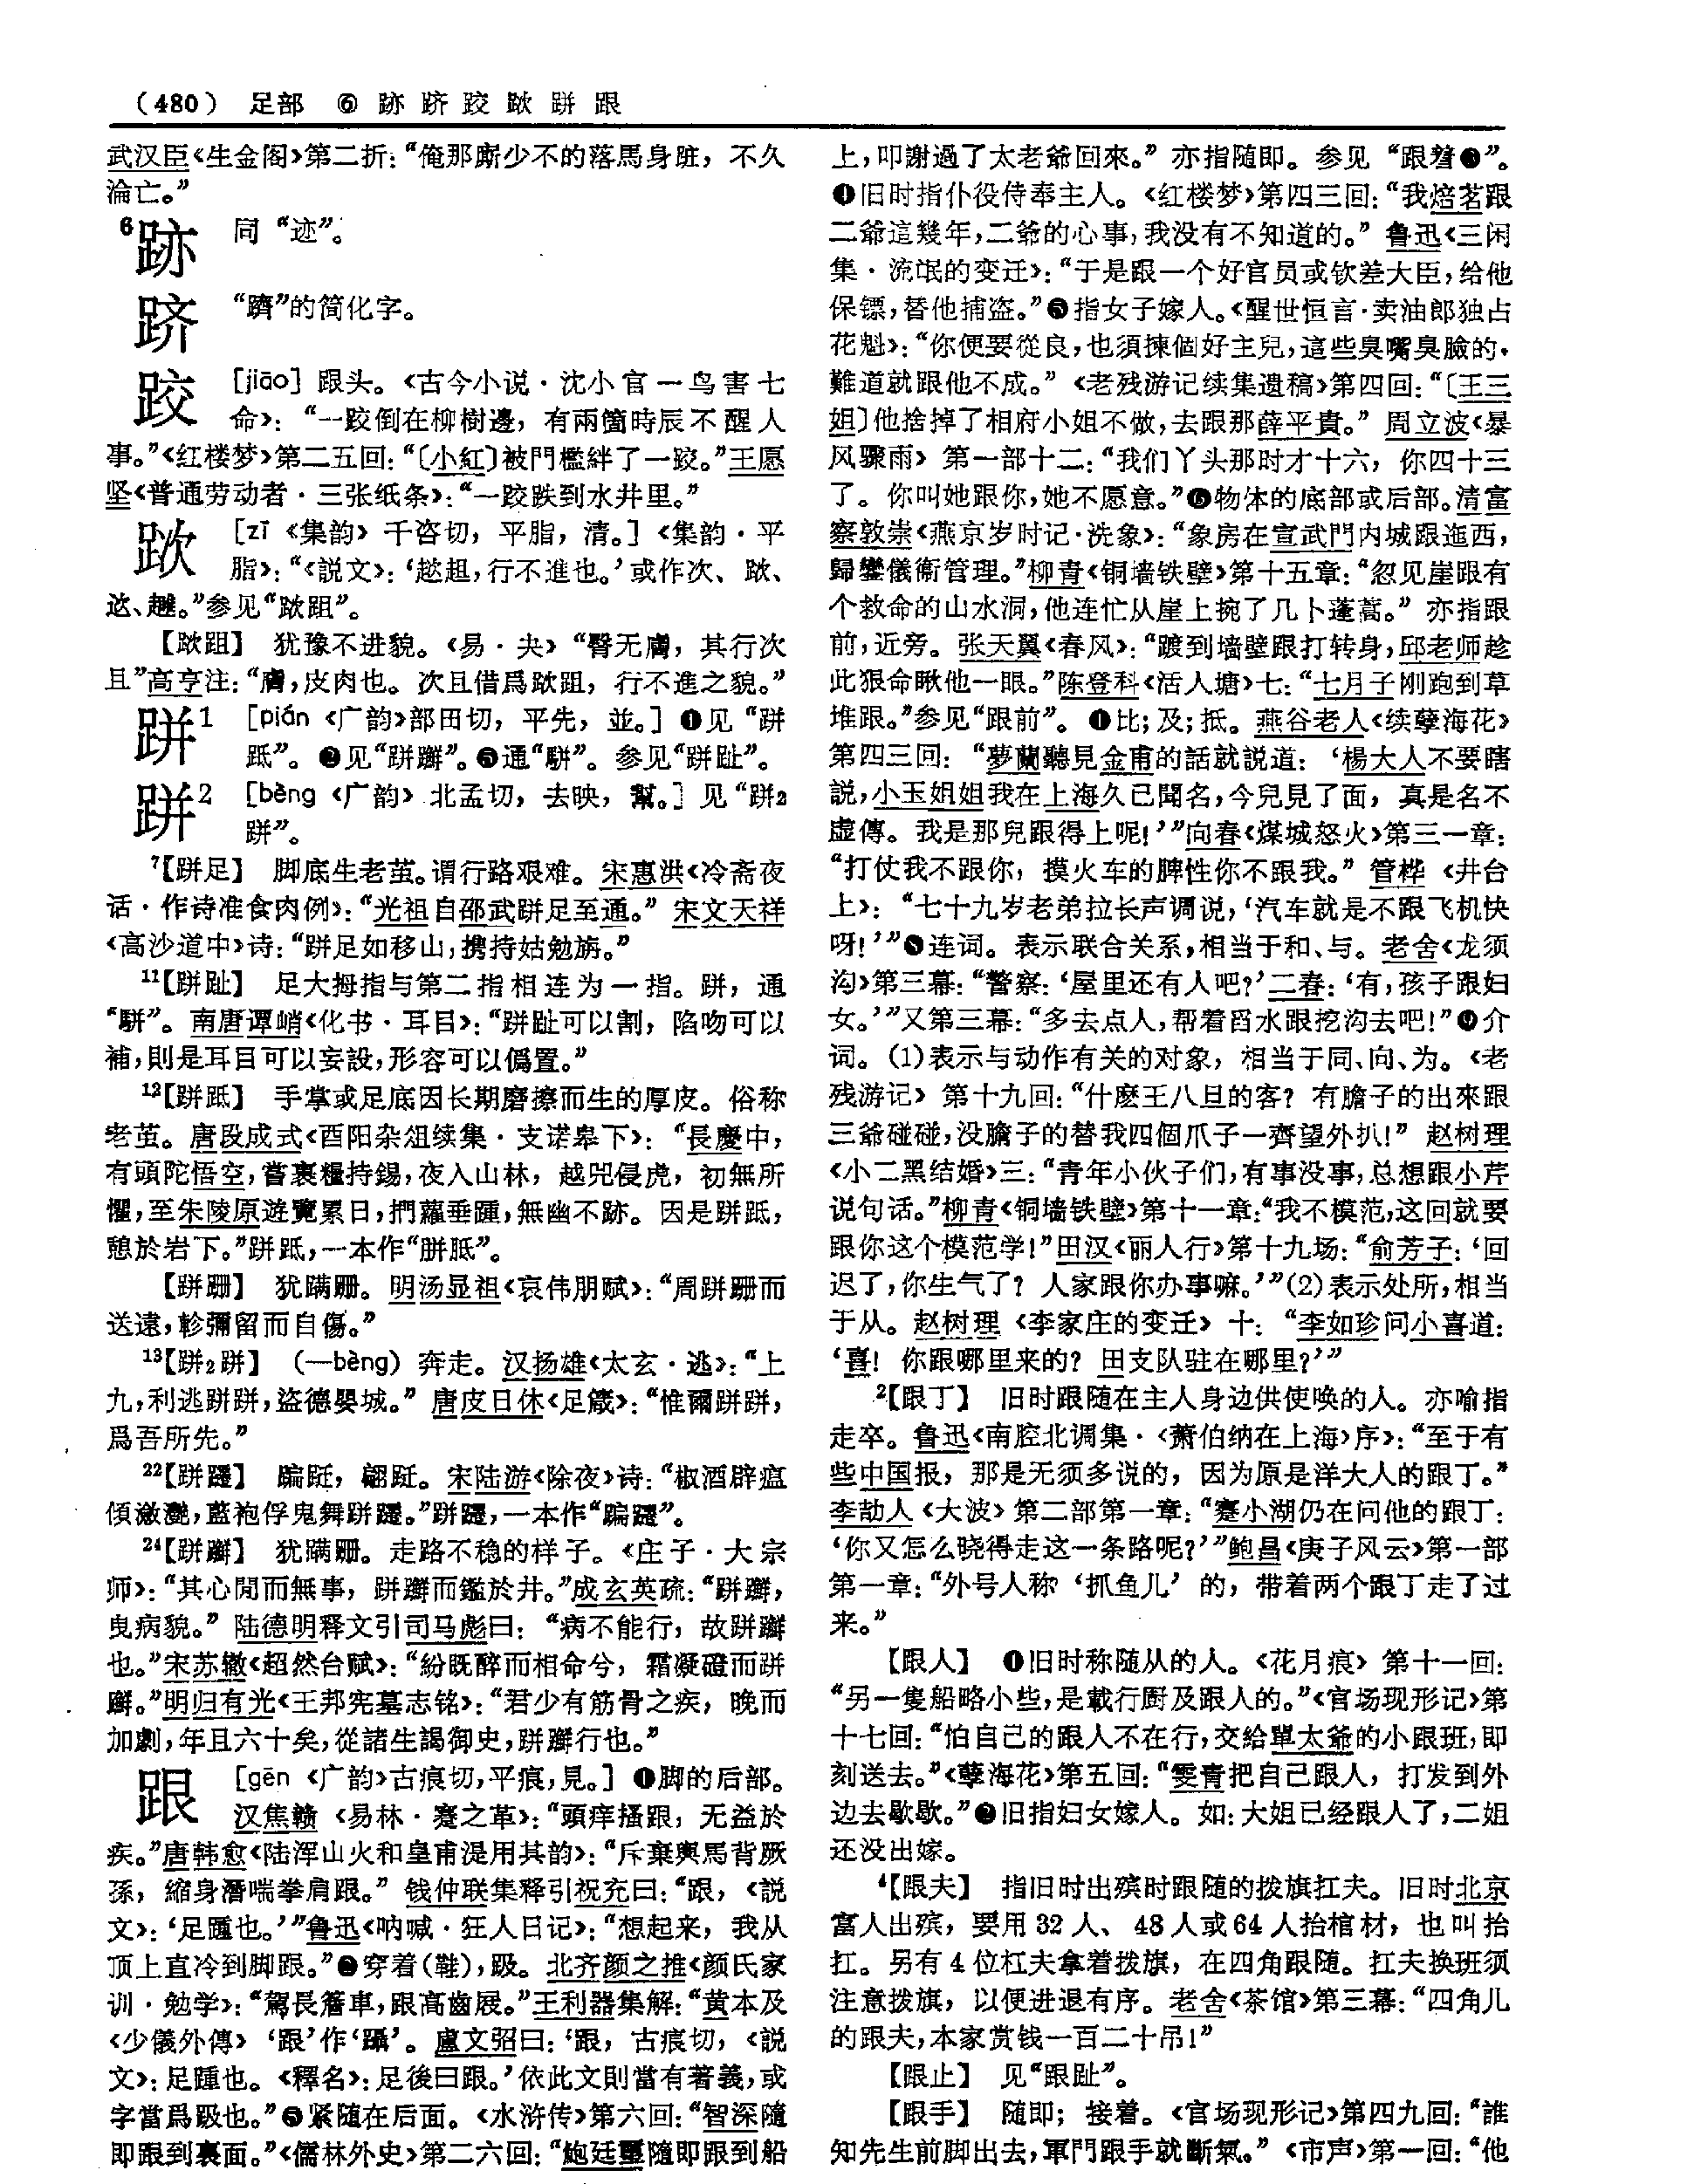 （480） 足部 ⑥ 跡 跻 跤 趑 跰 跟
武汉臣《生金阁》第二折：“俺那廝少不的落馬身脏，不久
淪亡。”
6跡 同“迹”。
跻 “躋”的简化字。
跤 [jiāo] 跟头。《古今小说·沈小官一鸟害七
命》：“一跤倒在柳樹邊，有兩箇時辰不醒人
事。”《红楼梦》第二五回：“〔小紅〕被門檻絆了一跤。”王愿
坚《普通劳动者·三张纸条》：“一跤跌到水井里。”
[zī 《集韵》千咨切，平脂，清。]《集韵·平
脂》：“《説文》：‘趑趄，行不進也。’或作次、
参见
犹豫不进貌。《易·夬》“臀无膚，其行次
且”高亨注：“膚，皮肉也。次且借爲 行不進之貌。”
跰1 [pián 《广韵》部田切，平先，並。] ❶见“跰
跰”。❷见“跰𨇤”。❸通“駢”。参见“跰趾”。
跰2 [bèng 《广韵》北孟切，去映，幫。] 见“跰2
跰”。
7【跰足】 脚底生老茧。谓行路艰难。宋惠洪《冷斋夜
话·作诗准食肉例》：“光祖自邵武跰足至通。” 宋文天祥
《高沙道中》诗：“跰足如移山，携持姑勉旃。”
11【跰趾】 足大拇指与第二指相连为一指。跰，通
“駢”。南唐谭峭《化书·耳目》：“跰趾可以割，陷吻可以
補，則是耳目可以妄設，形容可以僞置。”
12【跰胝】 手掌或足底因长期磨擦而生的厚皮。俗称
老茧。唐段成式《酉阳杂俎续集·支诺皋下》：“長慶中，
有頭陀悟空，嘗裹糧持錫，夜入山林，越兕侵虎，初無所
懼，至朱陵原遊覽累日，捫蘿垂踵，無幽不跡。因是跰
憩於岩下。”跰 一本作“胼胝”。
【跰跚】 犹蹒跚。明汤显祖《哀伟朋赋》：“周跰跚而
送遠，軫彌留而自傷。”
13【跰2跰】 （—bèng）奔走。汉扬雄《太玄·逃》：“上
九，利逃跰跰，盜德嬰城。” 唐皮日休《足箴》：“惟爾跰跰，
爲吾所先。”
22【跰 宋陆游《除夜》诗：“椒酒辟瘟
傾瀲灩，藍袍俘鬼舞跰 一本作
24【跰𨇤】 犹蹒跚。走路不稳的样子。《庄子·大宗
师》：“其心閒而無事，跰𨇤而鑑於井。”成玄英疏：“跰𨇤，
曳病貌。” 陆德明释文引司马彪曰：“病不能行，故跰𨇤
也。”宋苏辙《超然台赋》：“紛既醉而相命兮，霜凝磴而跰
𨇤。”明归有光《王邦宪墓志铭》：“君少有筋骨之疾，晚而
加劇，年且六十矣，從諸生謁御史，跰𨇤行也。”
跟 [gēn 《广韵》古痕切，平痕，見。] ❶脚的后部。
汉焦赣《易林·蹇之革》：“頭痒搔跟，无益於
疾。”唐韩愈《陆浑山火和皇甫湜用其韵》：“斥棄輿馬背厥
孫，縮身潛喘拳肩跟。” 钱仲联集释引祝充曰：“跟，《説
文》：‘足踵也。’”鲁迅《呐喊·狂人日记》：“想起来，我从
顶上直冷到脚跟。”❷穿着（鞋），趿。北齐颜之推《颜氏家
训·勉学》：“駕長簷車，跟高齒屐。”王利器集解：“黄本及
《少儀外傳》‘跟’作‘躡’。盧文弨曰：‘跟，古痕切，《説
文》：足踵也。《釋名》：足後曰跟。’依此文則當有著義，或
字當爲趿也。”❸紧随在后面。《水浒传》第六回：“智深隨
即跟到裏面。”《儒林外史》第二六回：“鮑廷璽隨即跟到船
上，叩謝過了太老爺回來。”亦指随即。参见“跟着❸”。
❹旧时指仆役侍奉主人。《红楼梦》第四三回：“我焙茗跟
二爺這幾年，二爺的心事，我没有不知道的。”鲁迅《三闲
集·流氓的变迁》：“于是跟一个好官员或钦差大臣，给他
保镖，替他捕盗。”❺指女子嫁人。《醒世恒言·卖油郎独占
花魁》：“你便要從良，也須揀個好主兒，這些臭嘴臭臉的，
難道就跟他不成。”《老残游记续集遗稿》第四回：“〔王三
姐〕他捨掉了相府小姐不做，去跟那薛平貴。” 周立波《暴
风骤雨》第一部十二：“我们丫头那时才十六，你四十三
了。你叫她跟你，她不愿意。”❻物体的底部或后部。清富
察敦崇《燕京岁时记·洗象》：“象房在宣武門内城跟迤西，
歸鑾儀衛管理。”柳青《铜墙铁壁》第十五章：“忽见崖跟有
个救命的山水洞，他连忙从崖上挽了几卜蓬蒿。”亦指跟
前，近旁。张天翼《春风》：“踱到墙壁跟打转身，邱老师趁
此狠命瞅他一眼。”陈登科《活人塘》七：“七月子刚跑到草
堆跟。”参见“跟前”。❼比；及；抵。燕谷老人《续孽海花》
第四三回：“夢蘭聽見金甫的話就説道：‘楊大人不要瞎
説，小玉姐姐我在上海久已聞名，今兒見了面，真是名不
虚傳。我是那兒跟得上呢！’”向春《煤城怒火》第三一章：
“打仗我不跟你，摸火车的脾性你不跟我。”管桦《井台
上》：“七十九岁老弟拉长声调说，‘汽车就是不跟飞机快
呀！’”❽连词。表示联合关系，相当于和、与。老舍《龙须
沟》第三幕：“警察：‘屋里还有人吧？’二春：‘有，孩子跟妇
女。’”又第三幕：“多去点人，帮着舀水跟挖沟去吧！”❾介
词。（1）表示与动作有关的对象，相当于同、向、为。《老
残游记》第十九回：“什麽王八旦的客？有膽子的出來跟
三爺碰碰，没膽子的替我四個爪子一齊望外扒！”赵树理
《小二黑结婚》三：“青年小伙子们，有事没事，总想跟小芹
说句话。”柳青《铜墙铁壁》第十一章：“我不模范，这回就要
跟你这个模范学！”田汉《丽人行》第十九场：“俞芳子：‘回
迟了，你生气了？人家跟你办事嘛。’”（2）表示处所，相当
于从。赵树理《李家庄的变迁》十：“李如珍问小喜道：
‘喜！你跟哪里来的？田支队驻在哪里？’”
2【跟丁】 旧时跟随在主人身边供使唤的人。亦喻指
走卒。鲁迅《南腔北调集·〈萧伯纳在上海〉序》：“至于有
些中国报，那是无须多说的，因为原是洋大人的跟丁。”
李劼人《大波》第二部第一章：“蹇小湖仍在问他的跟丁：
‘你又怎么晓得走这一条路呢？’”鲍昌《庚子风云》第一部
第一章：“外号人称‘抓鱼儿’的，带着两个跟丁走了过
来。”
【跟人】 ❶旧时称随从的人。《花月痕》第十一回：
“另一隻船略小些，是載行厨及跟人的。”《官场现形记》第
十七回：“怕自己的跟人不在行，交給單太爺的小跟班，即
刻送去。”《孽海花》第五回：“雯青把自己跟人，打发到外
边去歇歇。”❷旧指妇女嫁人。如：大姐已经跟人了，二姐
还没出嫁。
4【跟夫】 指旧时出殡时跟随的拨旗扛夫。旧时北京
富人出殡，要用32人、48人或64人抬棺材，也叫抬
扛。另有4位杠夫拿着拨旗，在四角跟随。扛夫换班须
注意拨旗，以便进退有序。老舍《茶馆》第三幕：“四角儿
的跟夫，本家赏钱一百二十吊！”
【跟止】 见“跟趾”。
【跟手】 随即；接着。《官场现形记》第四九回：“誰
知先生前脚出去，軍門跟手就斷氣。”《市声》第一回：“他